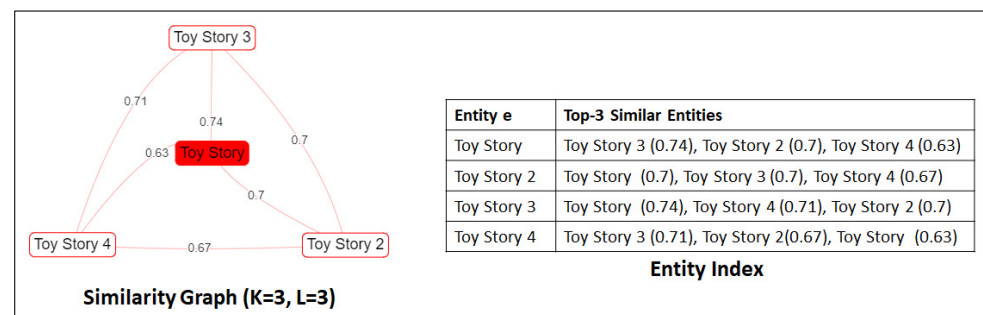 Toy Story 3
0.71
0.74
0.7
0.63
Toy Story
0.7
Toy Story 4
0.67
Toy Story 2
Similarity Graph (K=3, L=3)
Entity e Top-3 Similar Entities
Toy Story Toy Story 3 (0.74), Toy Story 2 (0.7), Toy Story 4 (0.63)
Toy Story 2 Toy Story (0.7), Toy Story 3 (0.7), Toy Story 4 (0.67)
Toy Story 3 Toy Story (0.74), Toy Story 4 (0.71), Toy Story 2 (0.7)
Toy Story 4 Toy Story 3 (0.71), Toy Story 2(0.67), Toy Story (0.63)
Entity Index